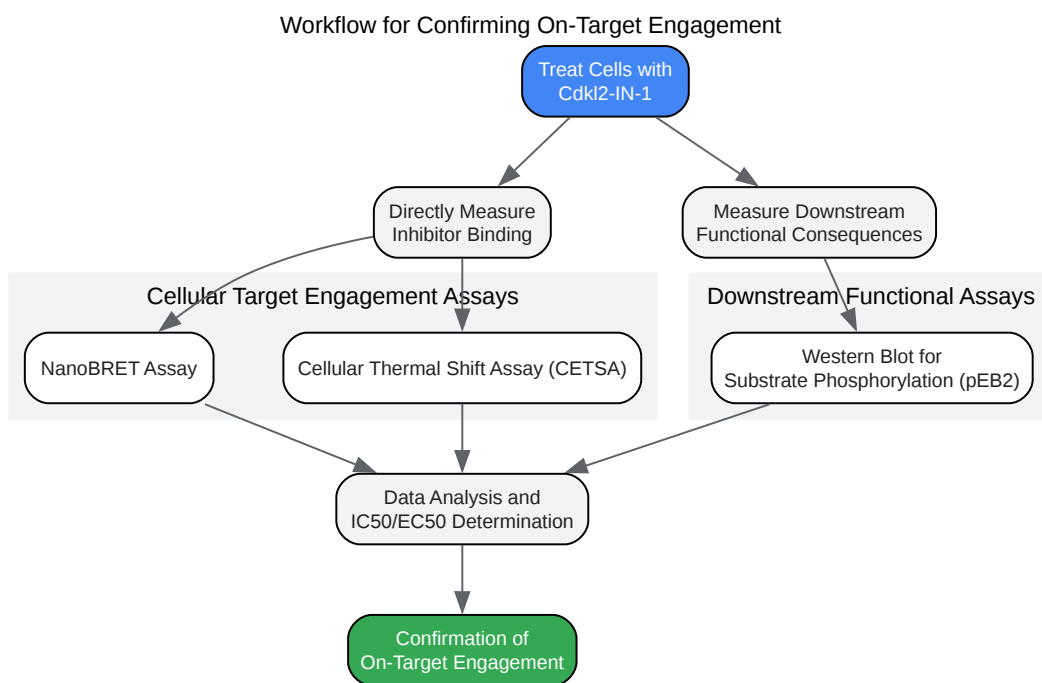 Workflow for Confirming On-Target Engagement
Treat Cells with
Cdkl2-IN-1
Directly Measure
Inhibitor Binding
Measure Downstream
Functional Consequences
Cellular Target Engagement Assays
Downstream Functional Assays
NanoBRET Assay
Cellular Thermal Shift Assay (CETSA)
Western Blot for
Substrate Phosphorylation (pEB2)
Data Analysis and
IC50/EC50 Determination
Confirmation of
On-Target Engagement